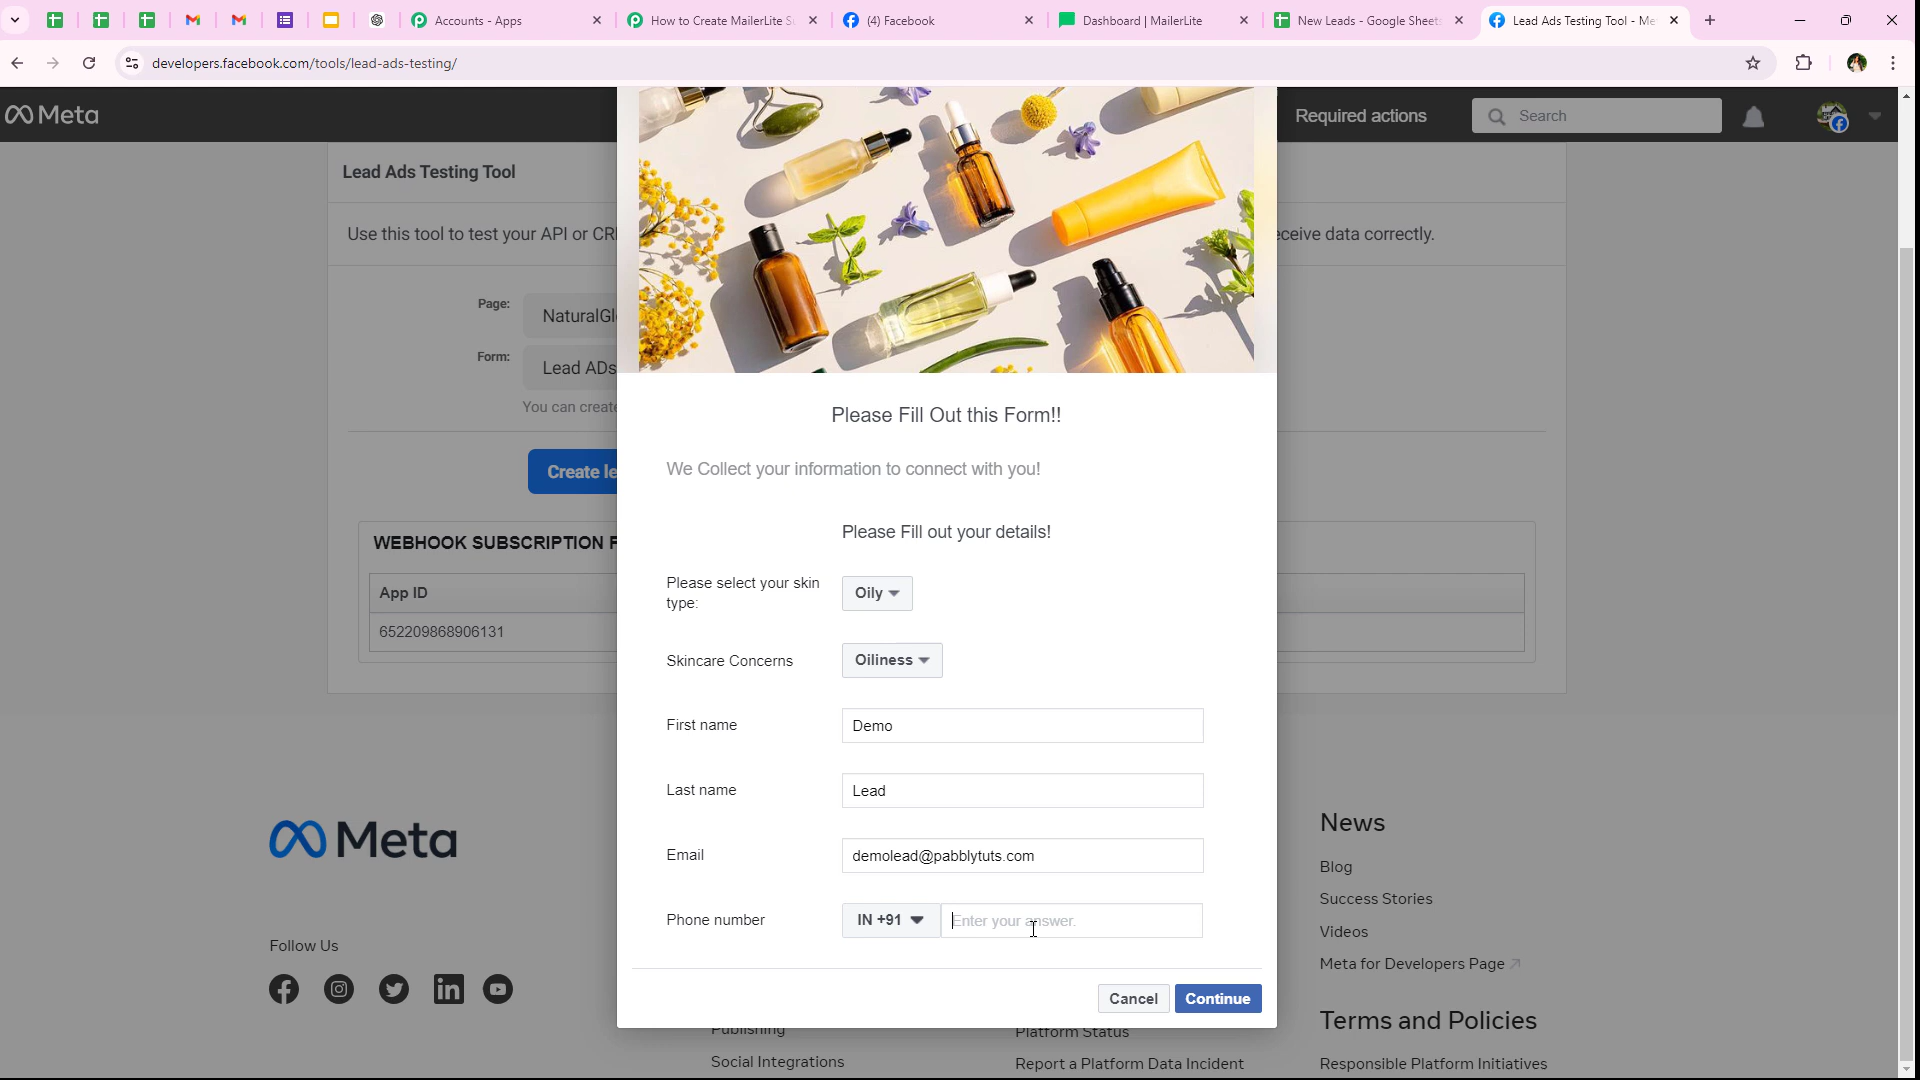 Accounts - Apps
How to Create MailerLite Su
(4) Facebook
Dashboard | MailerLite
New Leads - Google Sheets
Lead Ads Testing Tool - Me
developers.facebook.com/tools/lead-ads-testing/
Meta
Required actions
Search
Lead Ads Testing Tool
Use this tool to test your API or CR
eceive data correctly.
Page:
NaturalGl
Form:
Lead ADs
You can create
Create le
WEBHOOK SUBSCRIPTION F
App ID
652209868906131
Please Fill Out this Form!!
We Collect your information to connect with you!
Please Fill out your details!
Please select your skin
type:
Oily
Skincare Concerns
Oiliness
First name
Demo
Last name
Lead
Email
demolead@pabblytuts.com
Phone number
IN +91
Enter your answer.
Cancel
Continue
Meta
Follow Us
Publishing
Social Integrations
Platform Status
Report a Platform Data Incident
News
Blog
Success Stories
Videos
Meta for Developers Page
Terms and Policies
Responsible Platform Initiatives